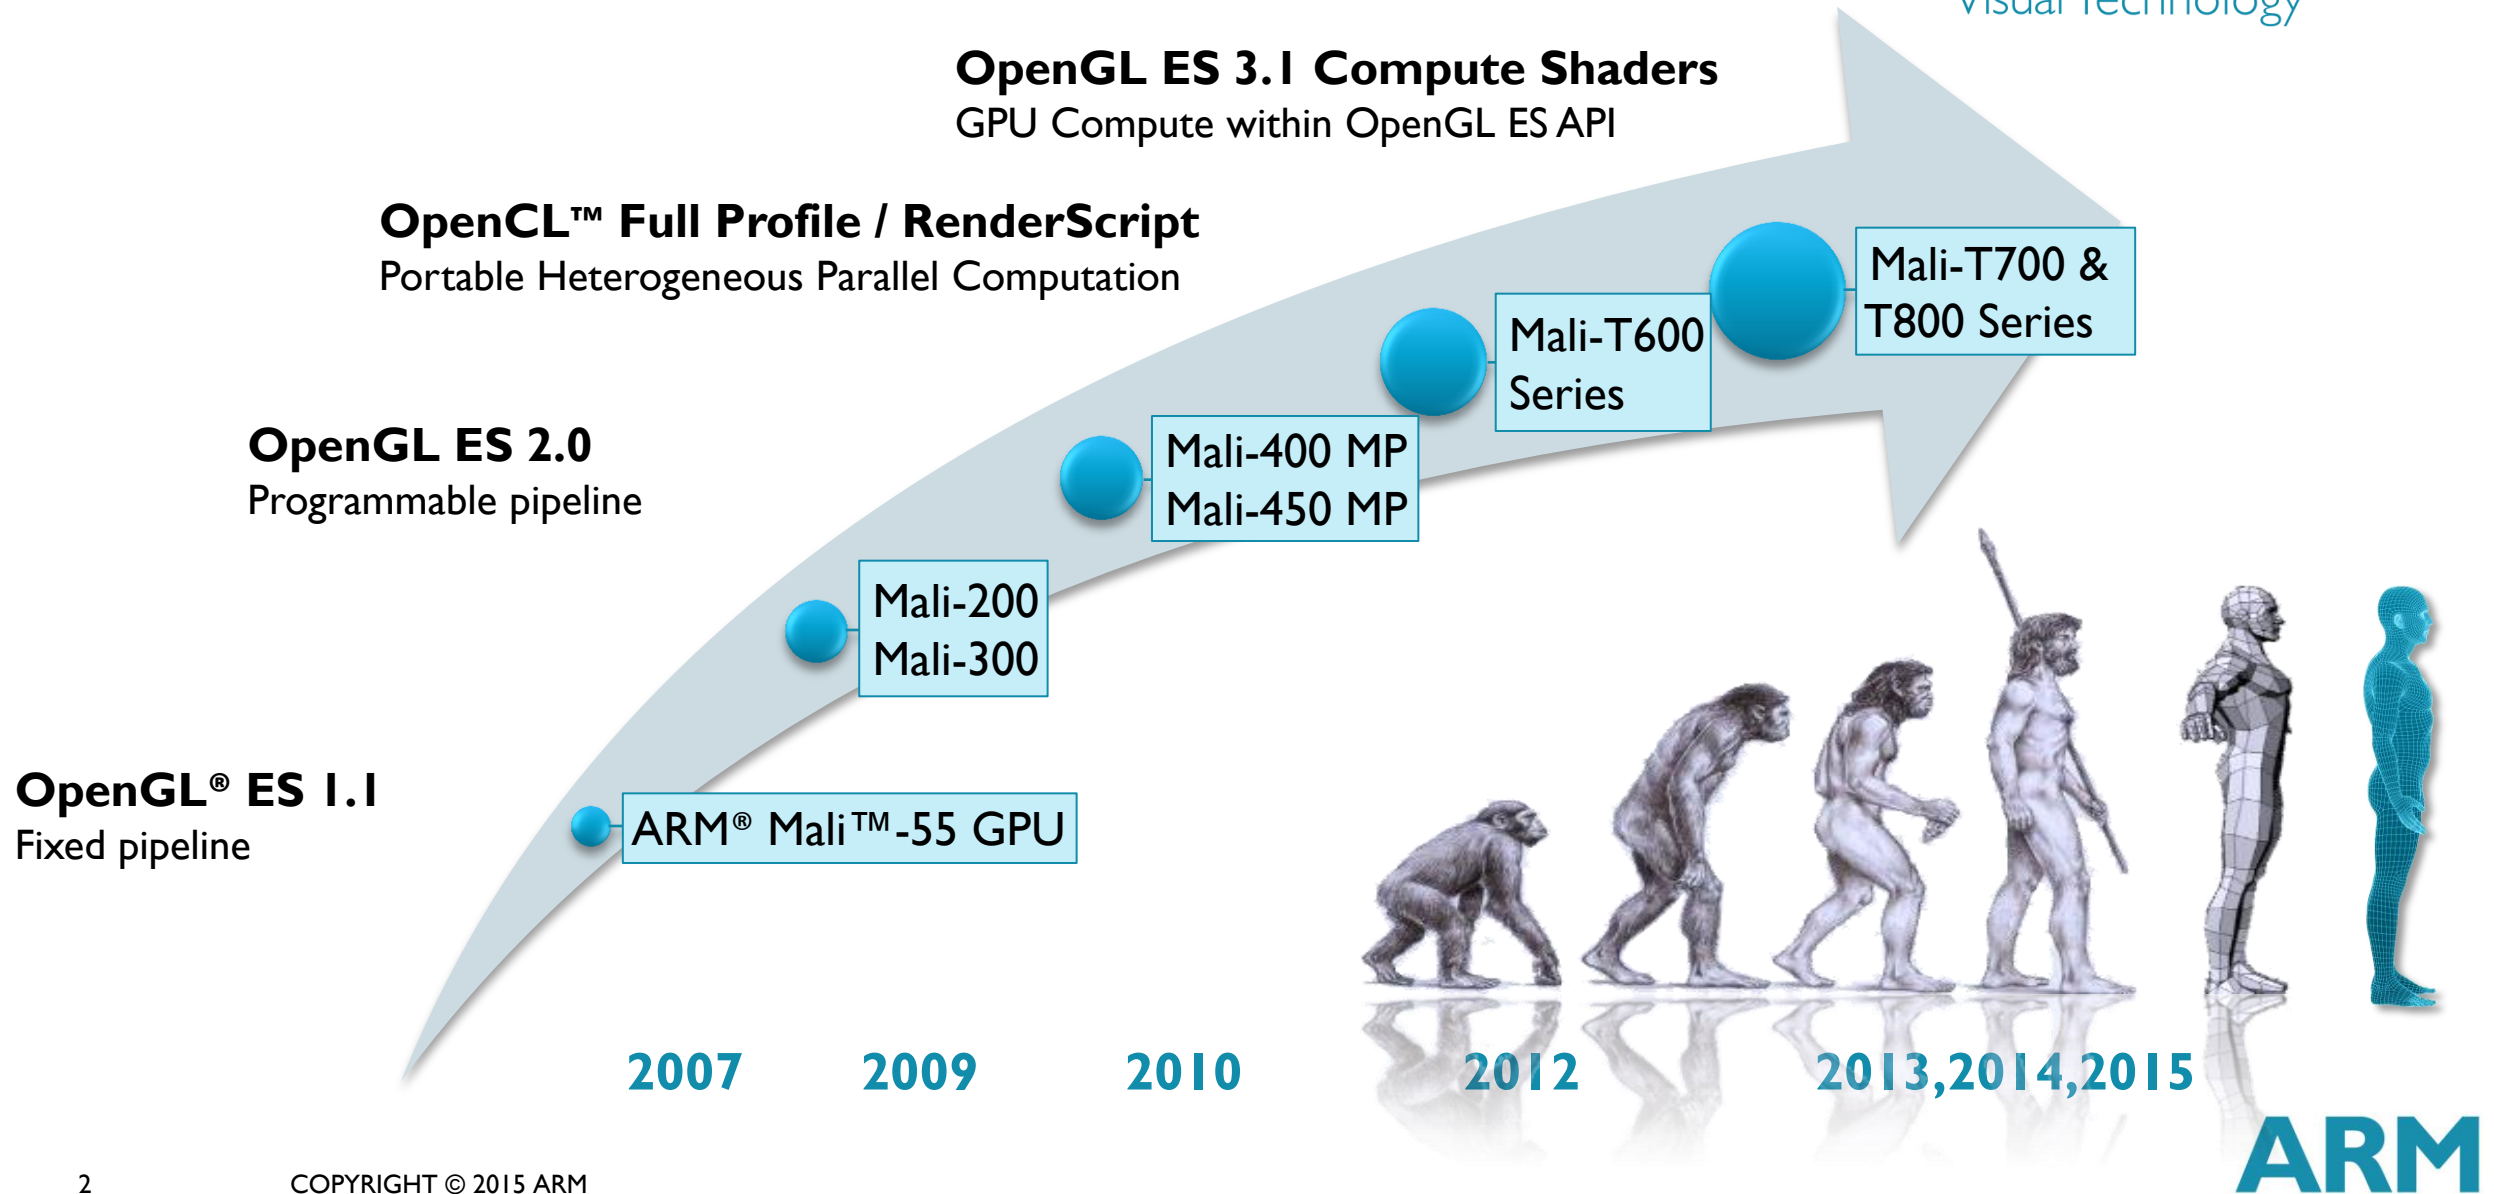 Visual Technology
OpenGL ES 3.1 Compute Shaders
GPU Compute within OpenGL ES API
OpenCL™ Full Profile / RenderScript
Portable Heterogeneous Parallel Computation
Mali-T700 &
T800 Series
Mali-T600
Series
OpenGL ES 2.0
Programmable pipeline
Mali-400 MP
Mali-450 MP
Mali-200
Mali-300
OpenGL® ES 1.1
Fixed pipeline
ARM® Mali™-55 GPU
2007 2009 2010 2012 2013,2014,2015
ARM
2 COPYRIGHT © 2015 ARM